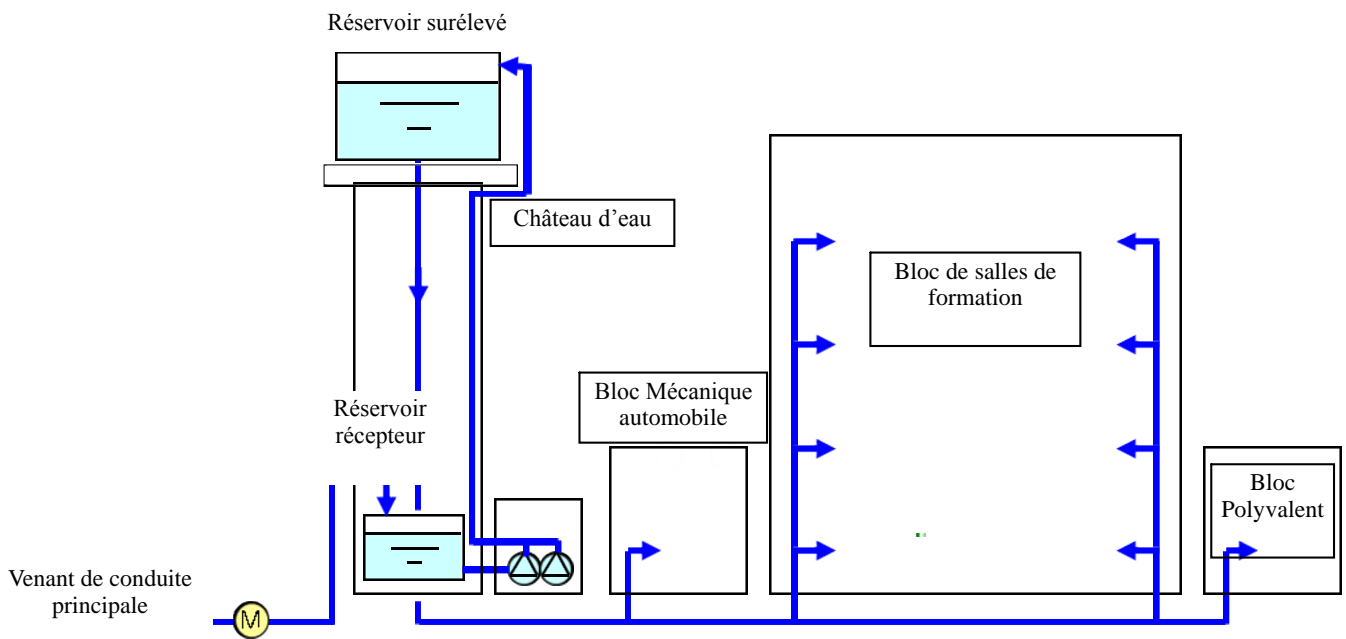 Réservoir surélevé
Château d'eau
Bloc de salles de
formation
Bloc Mécanique
automobile
Réservoir
récepteur
Bloc
Polyvalent
Venant de conduite
principale
M